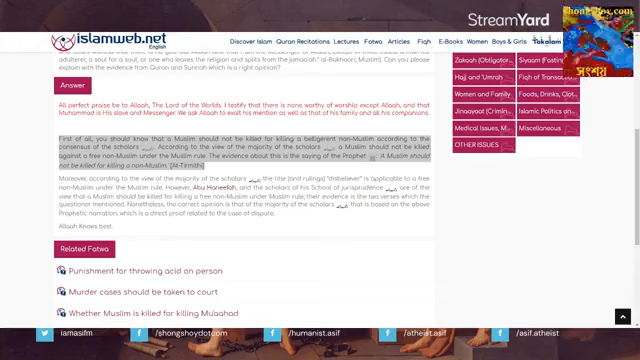 StreamYard
Shongshoy.com
islamweb.net
English
Discover Islam Quran Recitations Lectures Fatwa Articles Fiqh E-Books Women Boys & Girls Takalam
সংশয়
adulterer, a soul for a soul, or one who leaves the religion and splits from the jamaa'ah." al-Bukhaari, Muslim). Can you
please explain with the evidence from Quran and Sunnah which is a right opinion?
Answer
All perfect praise be to Allaah, The Lord of the Worlds. I testify that there is none worthy of worship except Allaah, and that
Muhammad is His slave and Messenger. We ask Allaah to exalt his mention as well as that of his family and all his companions.
First of all, you should know that a Muslim should not be killed for killing a belligerent non-Muslim according to the
consensus of the scholars. According to the view of the majority of the scholars a Muslim should not be killed
against a free non-Muslim under the Muslim rule. The evidence about this is the saying of the Prophet : 'A Muslim should
not be killed for killing a non-Muslim.' [At-Tirmithi]
Moreover, according to the view of the majority of the scholars the title (and rulings) "disbeliever" is applicable to a free
non-Muslim under the Muslim rule. However, Abu Haneefah, and the scholars of his School of jurisprudence are of the
view that a Muslim should be killed for killing a free non-Muslim under Muslim rule; their evidence is the two verses which the
questioner mentioned. Nonetheless, the correct opinion is that of the majority of the scholars that is based on the above
Prophetic narration, which is a direct proof related to the case of dispute.
Allaah Knows best.
Related Fatwa
Punishment for throwing acid on person
Murder cases should be taken to court
Whether Muslim is killed for killing Mu'aahad
Zakaah (Obligator... Siyaam (Fasting)
Hajj and 'Umrah Fiqh of Transac...
Women and Family Foods, Drinks, Clot...
Jinaayaat (Crimin... Islamic Politics an...
Medical Issues, M... Miscellaneous
OTHER ISSUES
iamasifm /shongshoydotcom /humanist.asif /atheist.asif /asif.atheist